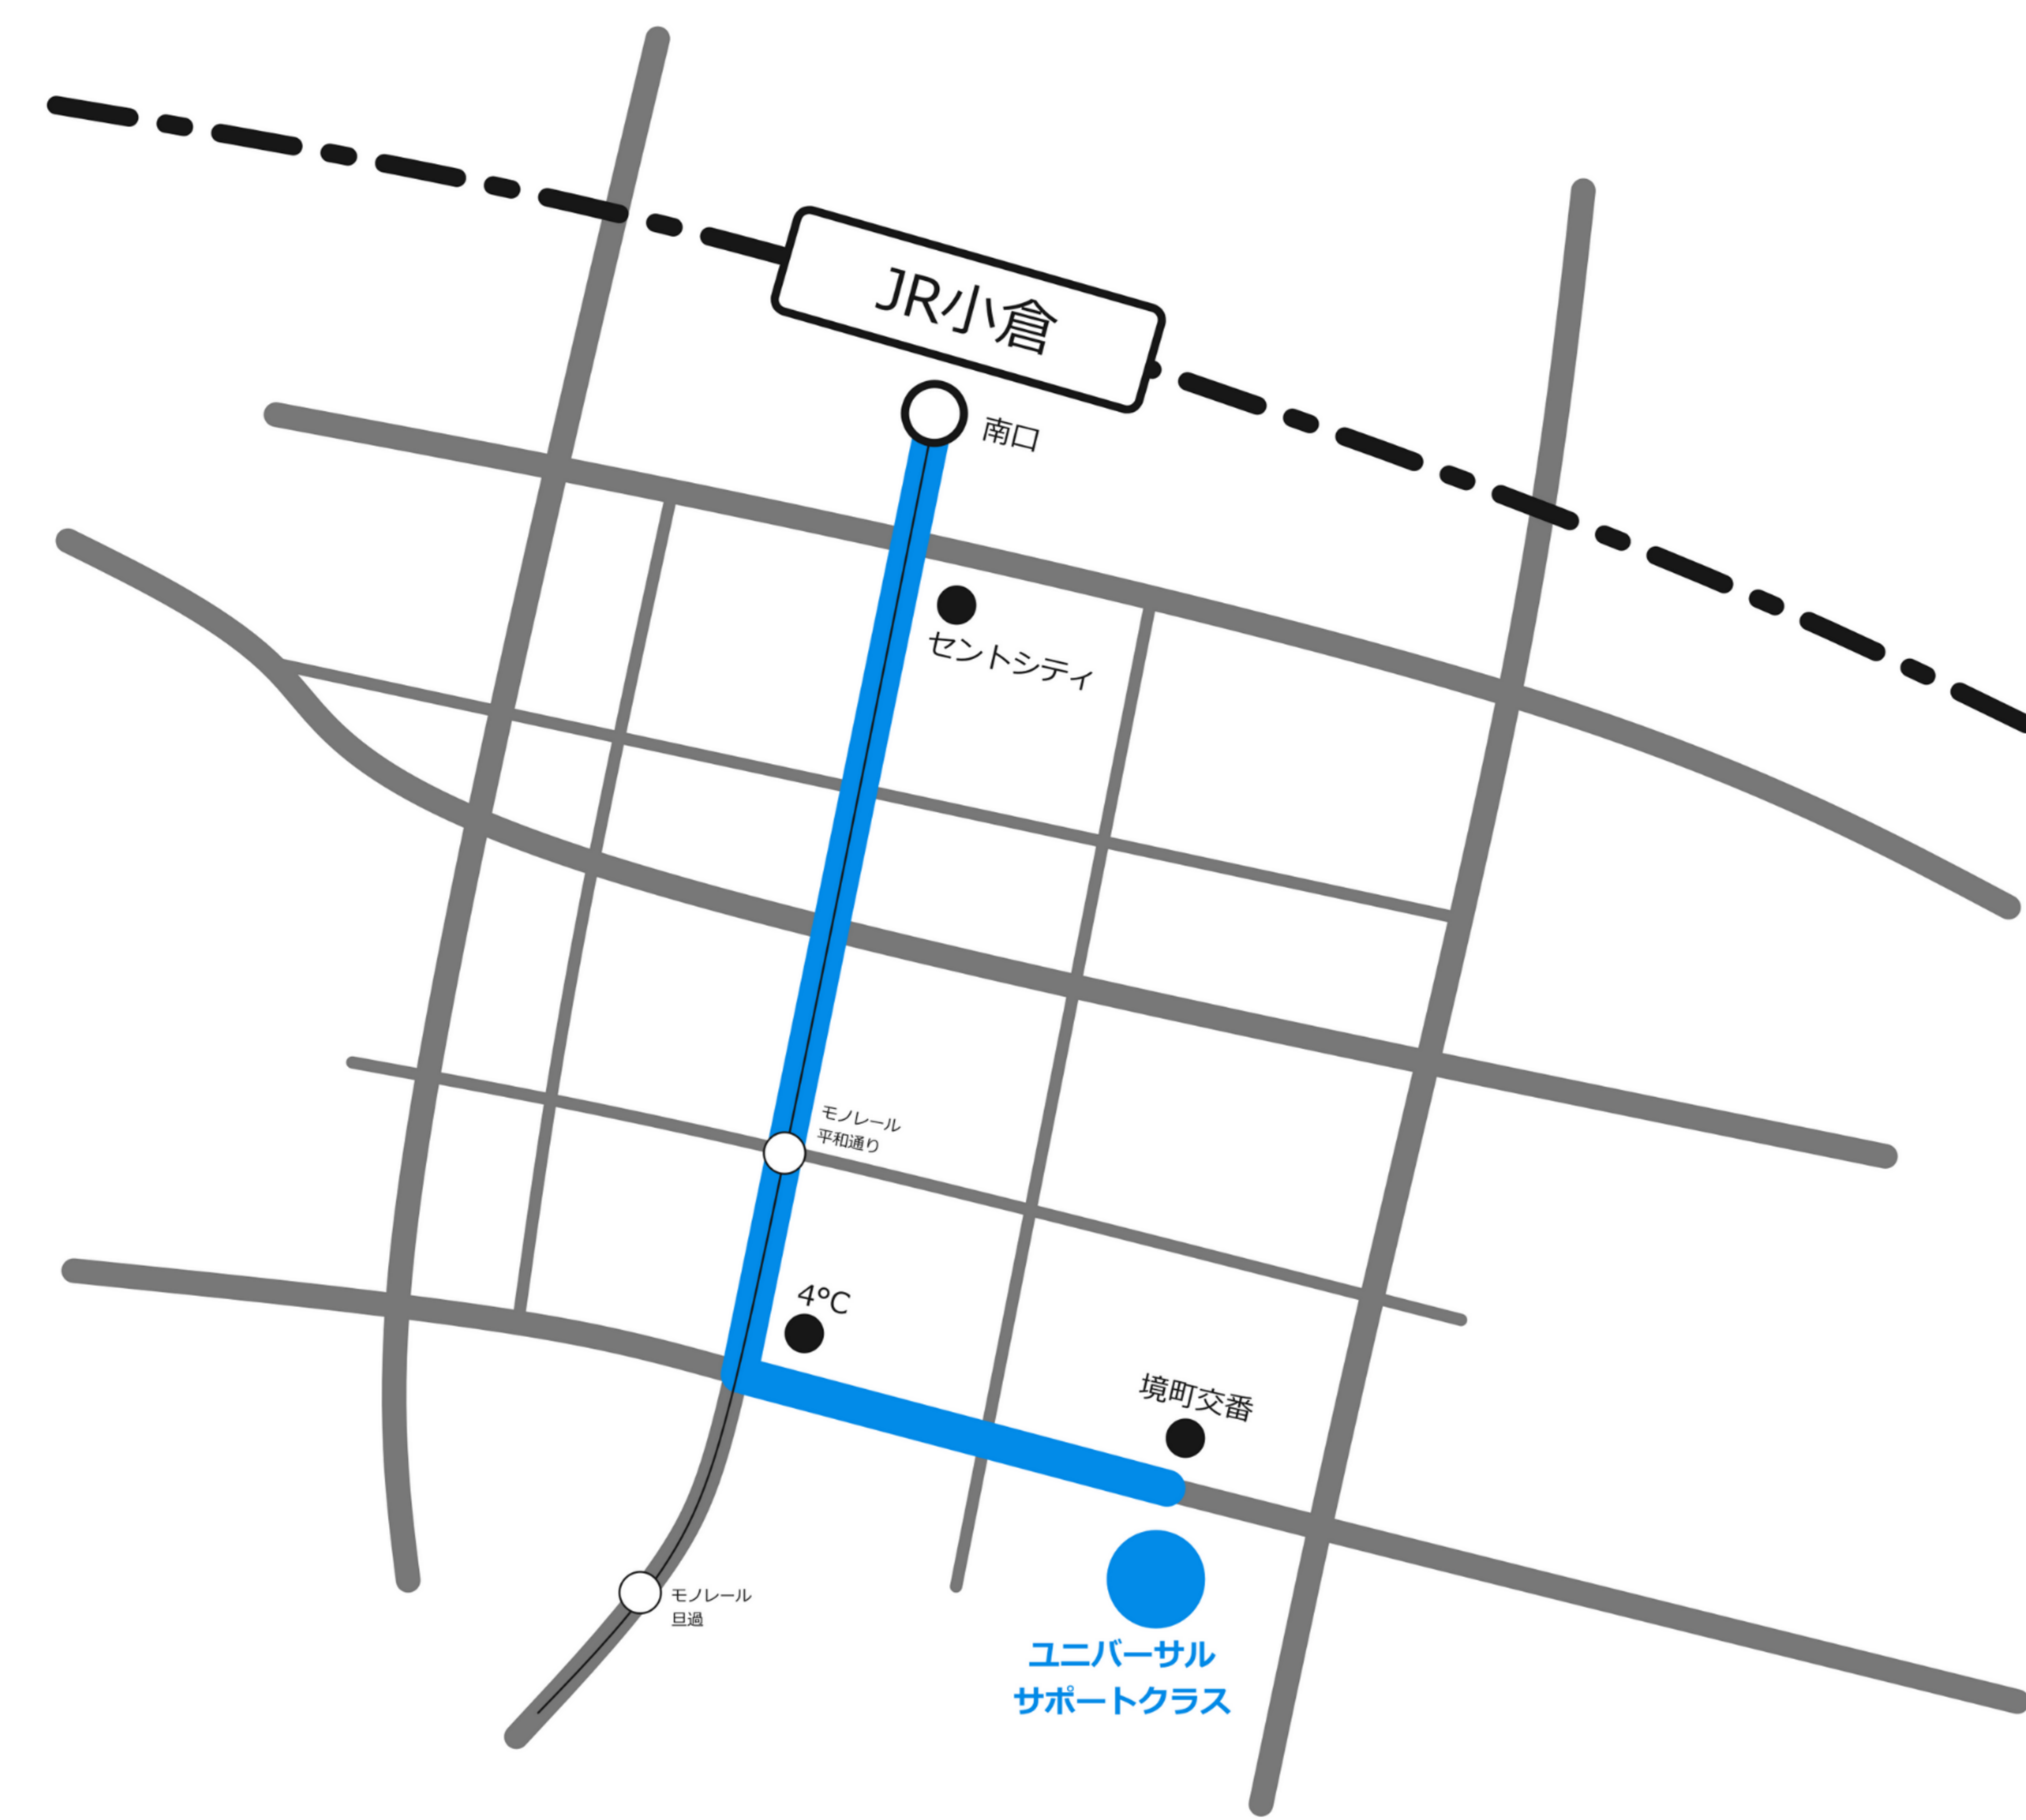 JR小倉
南口
セントシティ
モノレール
平和通り
4℃
境町交番
モノレール
旦過
ユニバーサル
サポートクラス